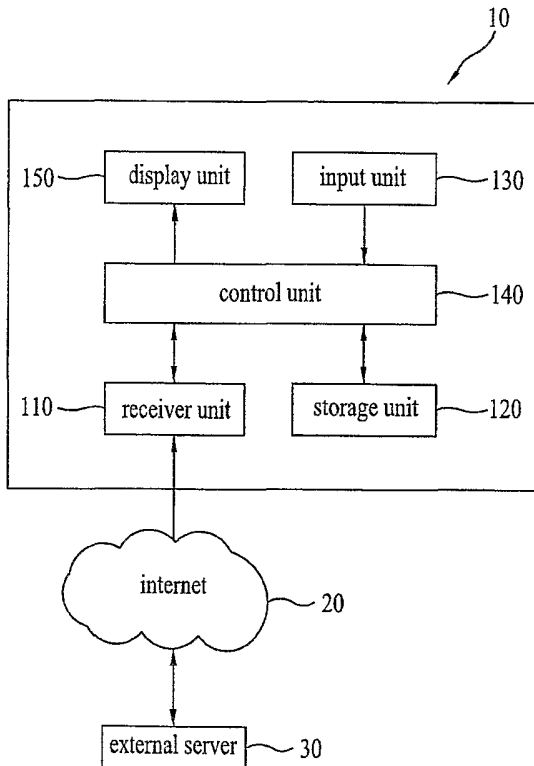 10
150 display unit input unit 130
control unit 140
110 receiver unit storage unit 120
internet
20
external server 30